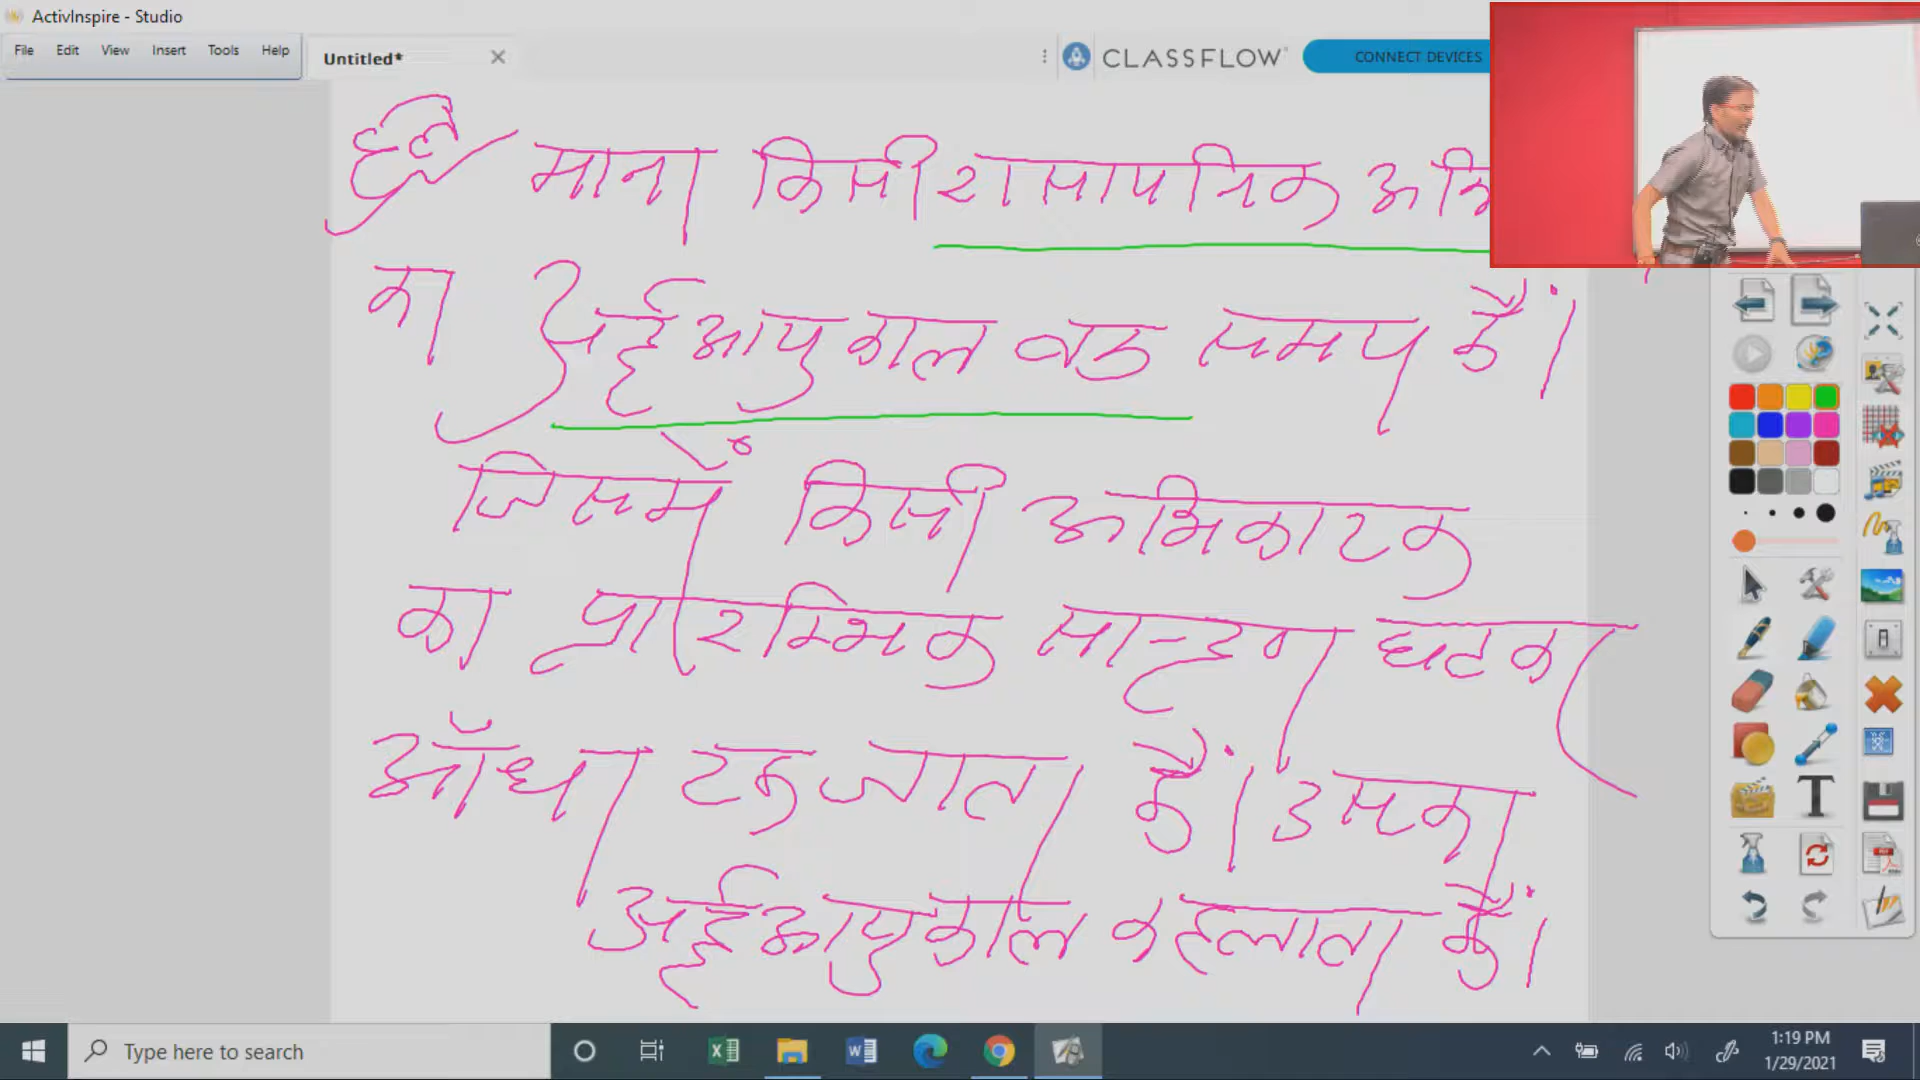 ActivInspire - Studio
File Edit View Insert Tools Help
Untitled*
CLASSFLOW
CONNECT DEVICES
हल माना किसी रासायनिक अभि
का अर्द्धआयुकाल वह समय है।
जिसमें किसी अभिकारक
का प्रारम्भिक सान्द्रण घटकर
आँधा रह जाता है। उसका
अर्द्धआयुकाल कहलाता है।
T
PDF
Type here to search
1:19 PM
1/29/2021